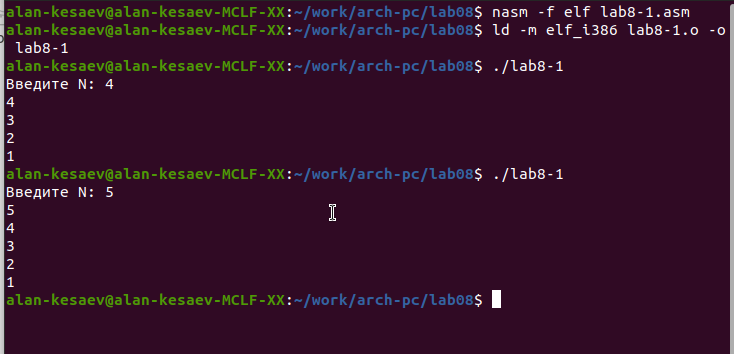 alan-kesaev@alan-kesaev-MCLF-XX:~/work/arch-pc/lab08$ nasm -f elf lab8-1.asm
alan-kesaev@alan-kesaev-MCLF-XX:~/work/arch-pc/lab08$ ld -m elf_i386 lab8-1.o -o
lab8-1
alan-kesaev@alan-kesaev-MCLF-XX:~/work/arch-pc/lab08$ ./lab8-1
Введите N: 4
4
3
2
1
alan-kesaev@alan-kesaev-MCLF-XX:~/work/arch-pc/lab08$ ./lab8-1
Введите N: 5
5
4
3
2
1
alan-kesaev@alan-kesaev-MCLF-XX:~/work/arch-pc/lab08$